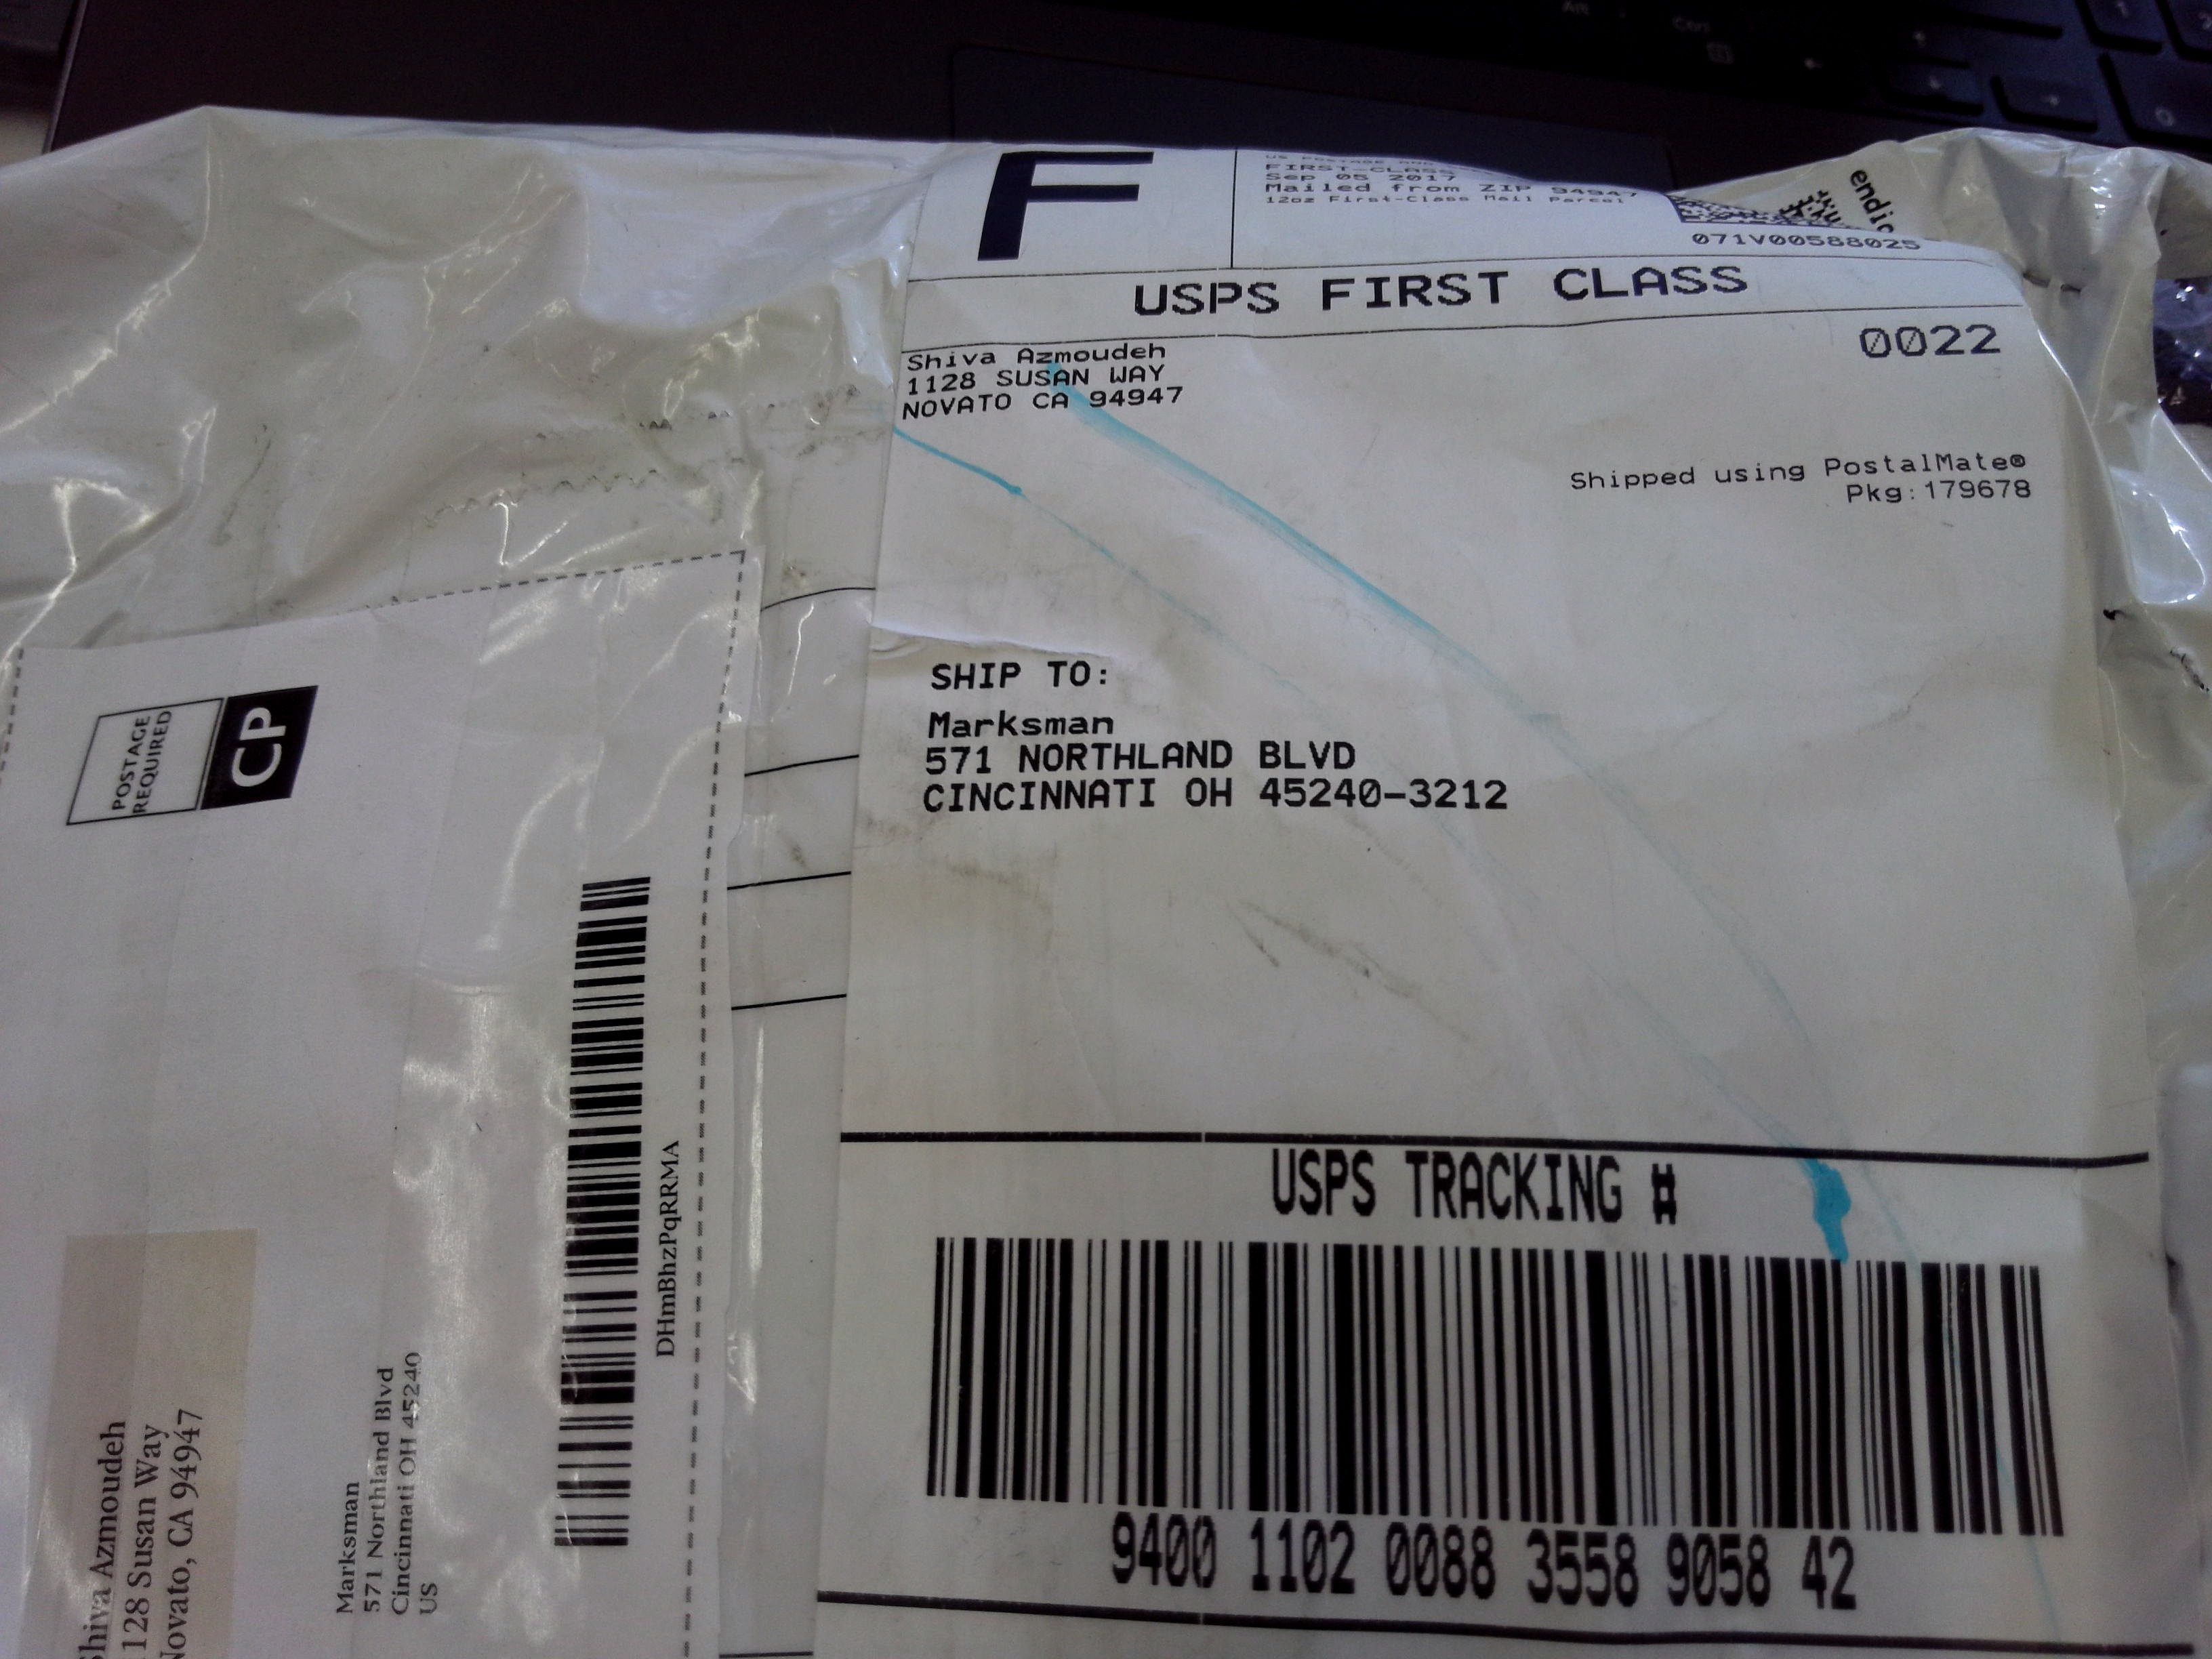 F
FIRST-CLASS
Sep 05 2017
Mailed from ZIP 94947
12oz First-Class Mail Parcel
071V00588025
endic
USPS FIRST CLASS
Shiva Azmoudeh
1128 SUSAN WAY
NOVATO CA 94947
0022
Shipped using PostalMate®
Pkg:179678
SHIP TO:
Marksman
571 NORTHLAND BLVD
CINCINNATI OH 45240-3212
USPS TRACKING #
9400 1102 0088 3558 9058 42
POSTAGE
REQUIRED
CP
DHmBhzPqRRMA
Marksman
571 Northland Blvd
Cincinnati OH 45240
US
Shiva Azmoudeh
128 Susan Way
Novato, CA 94947